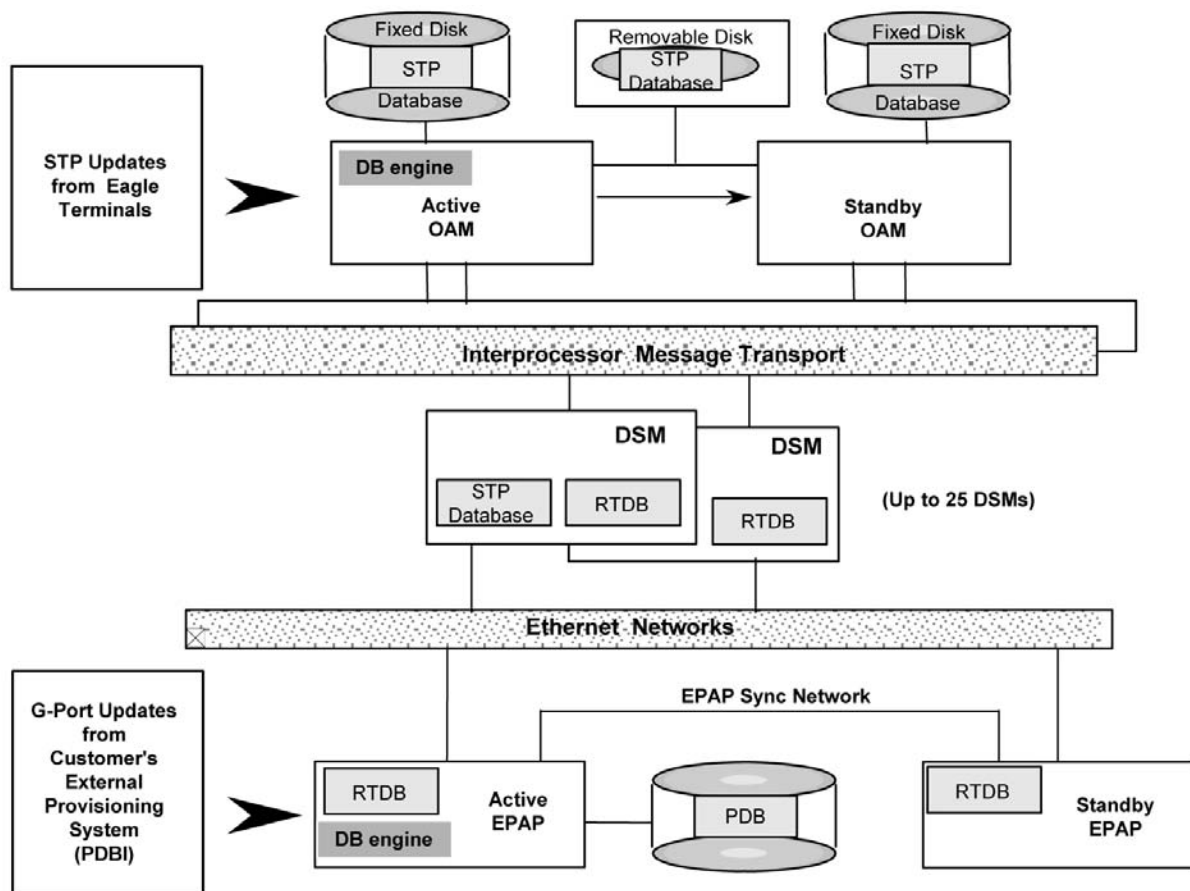 Fixed Disk
STP
Database
Removable Disk
STP
Database
Fixed Disk
STP
Database
STP Updates
from Eagle
Terminals
DB engine
Active
OAM
Standby
OAM
Interprocessor Message Transport
DSM
STP
Database
RTDB
DSM
RTDB
(Up to 25 DSMs)
Ethernet Networks
G-Port Updates
from
Customer's
External
Provisioning
System
(PDBI)
EPAP Sync Network
RTDB
DB engine
Active
EPAP
PDB
RTDB
Standby
EPAP